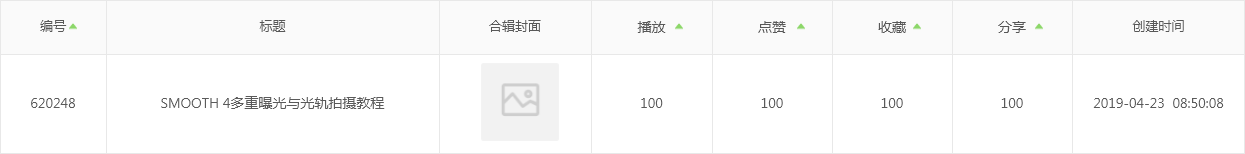 编号 标题 合辑封面 播放 点赞 收藏 分享 创建时间
620248 SMOOTH 4多重曝光与光轨拍摄教程 100 100 100 100 2019-04-23 08:50:08